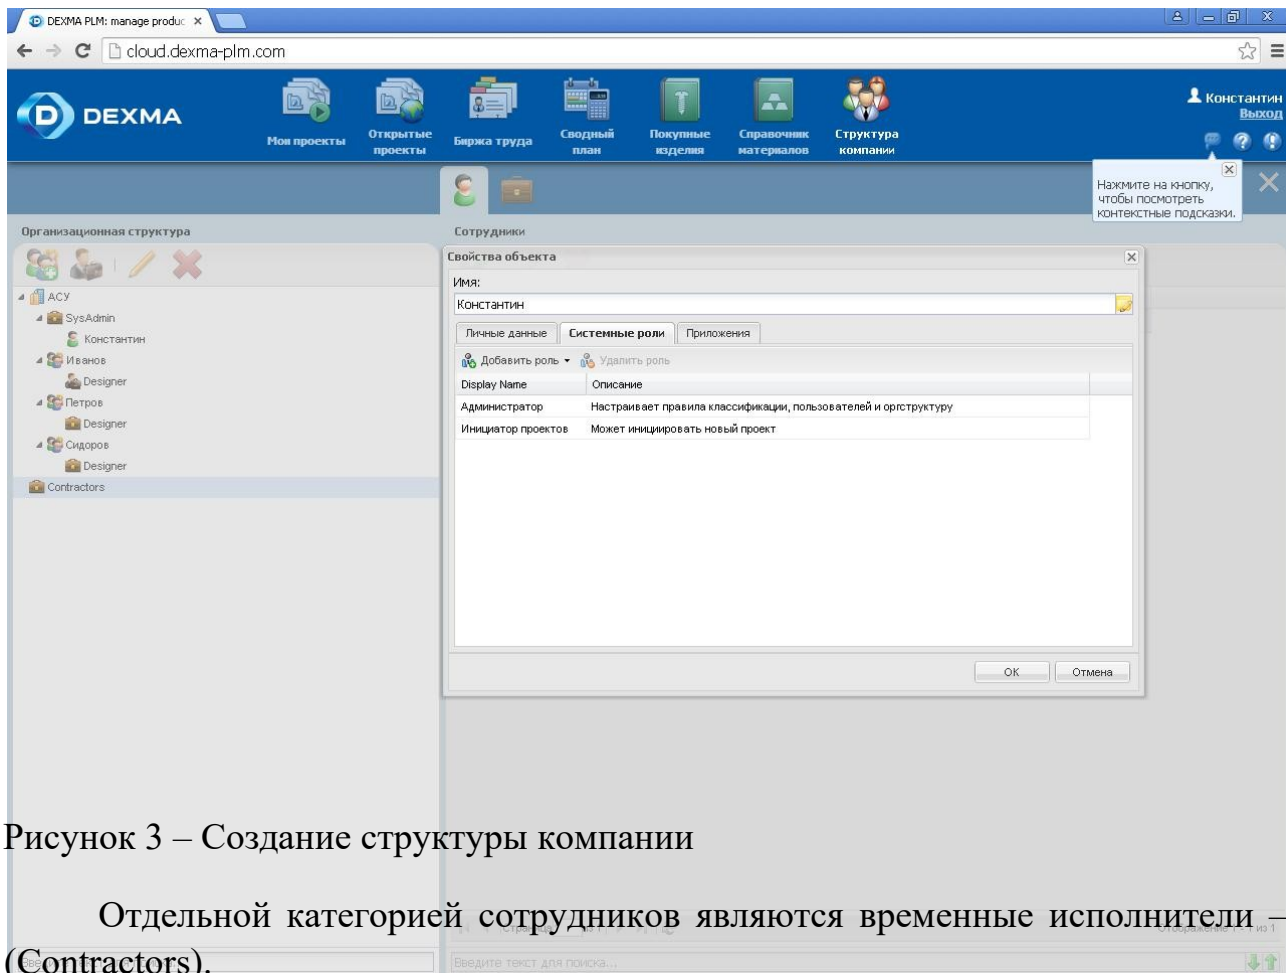 DEXMA PLM: manage produc
cloud.dexma-plm.com
DEXMA
Мои проекты
Открытые проекты
Биржа труда
Сводный план
Покупные изделия
Справочник материалов
Структура компании
Константин
Выход
Нажмите на кнопку,
чтобы посмотреть
контекстные подсказки.
Организационная структура
Сотрудники
Свойства объекта
Имя:
Константин
Личные данные Системные роли Приложения
Добавить роль Удалить роль
Display Name Описание
Администратор Настраивает правила классификации, пользователей и оргструктуру
Инициатор проектов Может инициировать новый проект
ОК Отмена
АСУ
SysAdmin
Константин
Иванов
Designer
Петров
Designer
Сидоров
Designer
Contractors
Рисунок 3 – Создание структуры компании
Отдельной категорией сотрудников являются временные исполнители –
(Contractors).
Введите текст для поиска...